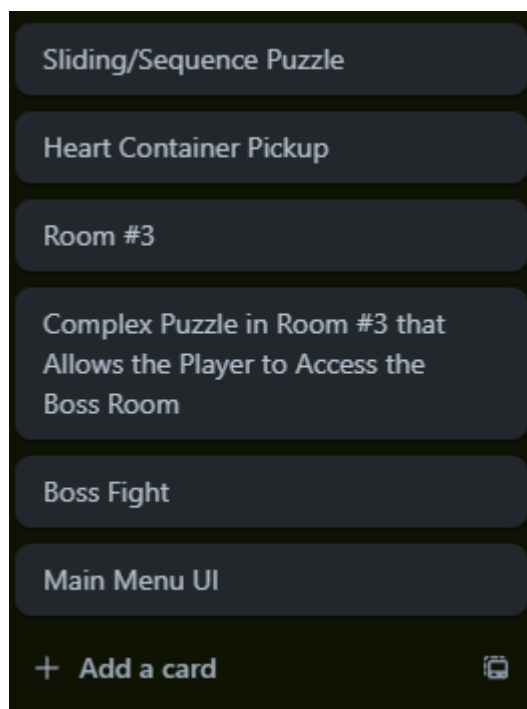 Sliding/Sequence Puzzle
Heart Container Pickup
Room #3
Complex Puzzle in Room #3 that
Allows the Player to Access the
Boss Room
Boss Fight
Main Menu UI
+ Add a card